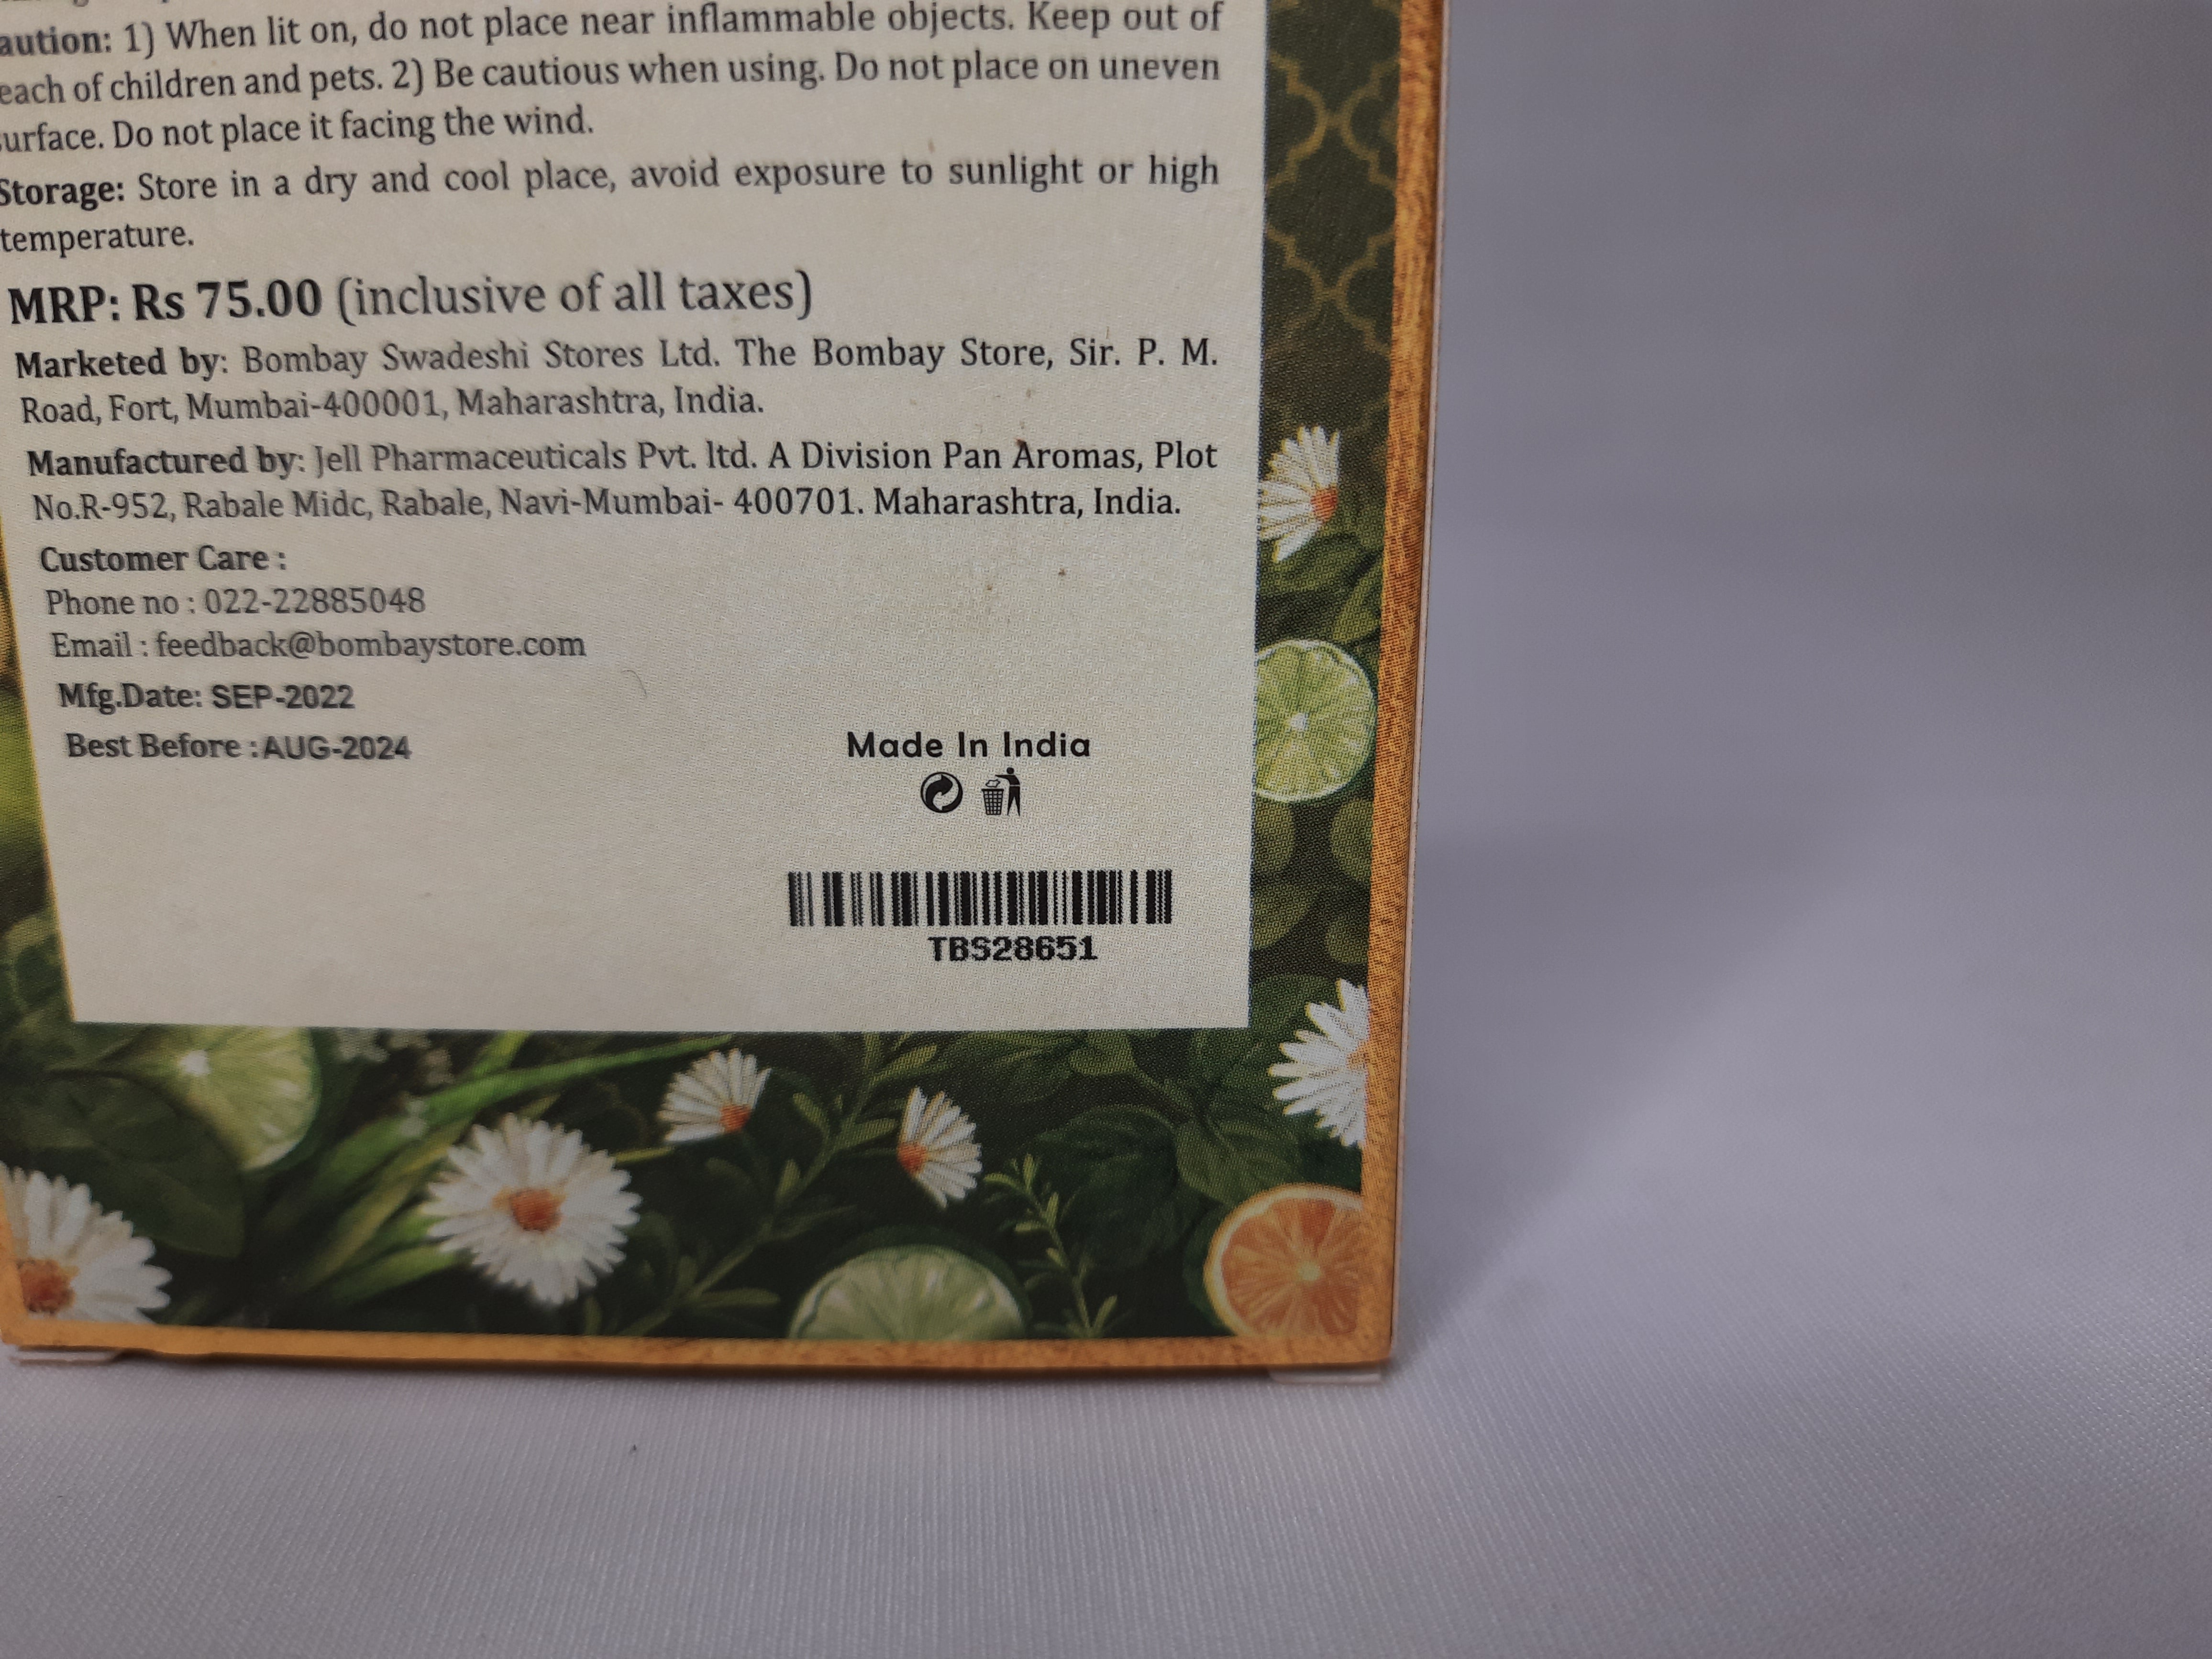 aution: 1) When lit on, do not place near inflammable objects. Keep out of
each of children and pets. 2) Be cautious when using. Do not place on uneven
urface. Do not place it facing the wind.
Storage: Store in a dry and cool place, avoid exposure to sunlight or high
temperature.
MRP: Rs 75.00 (inclusive of all taxes)
Marketed by: Bombay Swadeshi Stores Ltd. The Bombay Store, Sir. P. M.
Road, Fort, Mumbai-400001, Maharashtra, India.
Manufactured by: Jell Pharmaceuticals Pvt. ltd. A Division Pan Aromas, Plot
No.R-952, Rabale Midc, Rabale, Navi-Mumbai- 400701. Maharashtra, India.
Customer Care :
Phone no : 022-22885048
Email : feedback@bombaystore.com
Mfg.Date: SEP-2022
Best Before :AUG-2024
Made In India
TBS28651